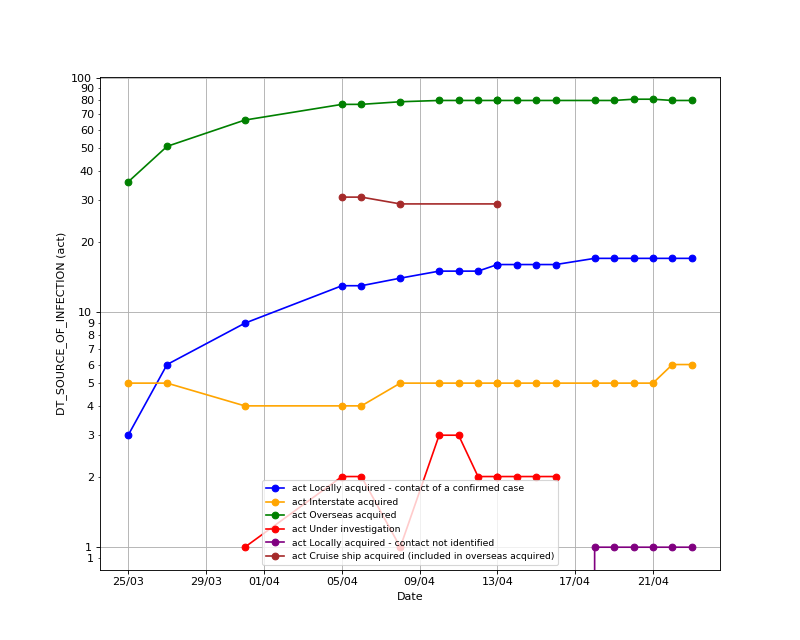 100
90
80
70
60
50
40
30
20
10
9
8
7
6
5
4
3
2
1
1
DT_SOURCE_OF_INFECTION (act)
act Locally acquired - contact of a confirmed case
act Interstate acquired
act Overseas acquired
act Under investigation
act Locally acquired - contact not identified
act Cruise ship acquired (included in overseas acquired)
25/03 29/03 01/04 05/04 09/04 13/04 17/04 21/04
Date